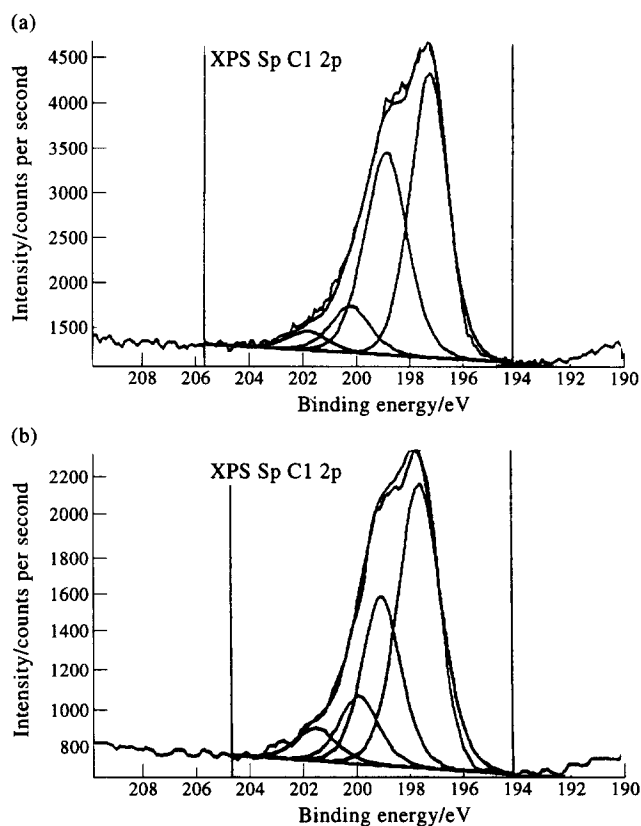 (a)
XPS Sp C1 2p
4500
4000
3500
3000
2500
2000
1500
Intensity/counts per second
208 206 204 202 200 198 196 194 192 190
Binding energy/eV
(b)
XPS Sp C1 2p
2200
2000
1800
1600
1400
1200
1000
800
Intensity/counts per second
208 206 204 202 200 198 196 194 192 190
Binding energy/eV